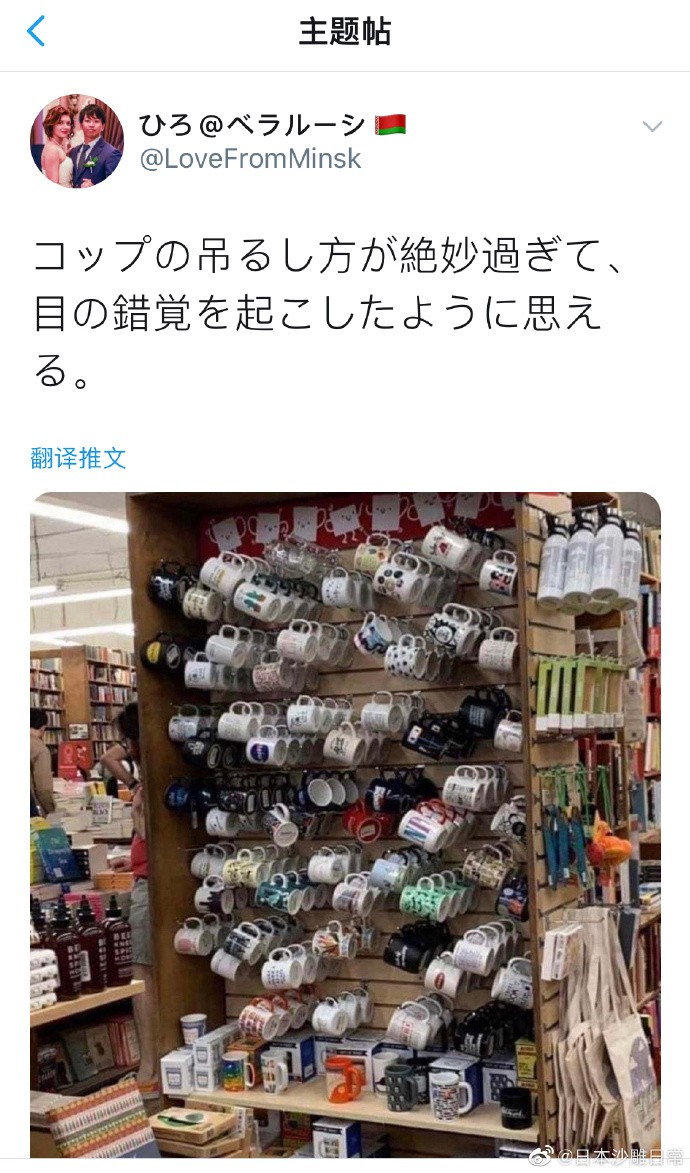 主题帖
ひろ@ベラルーシ
@LoveFromMinsk
コップの吊るし方が絶妙過ぎて、
目の錯覚を起こしたように思え
る。
翻译推文
@日本沙雕日常